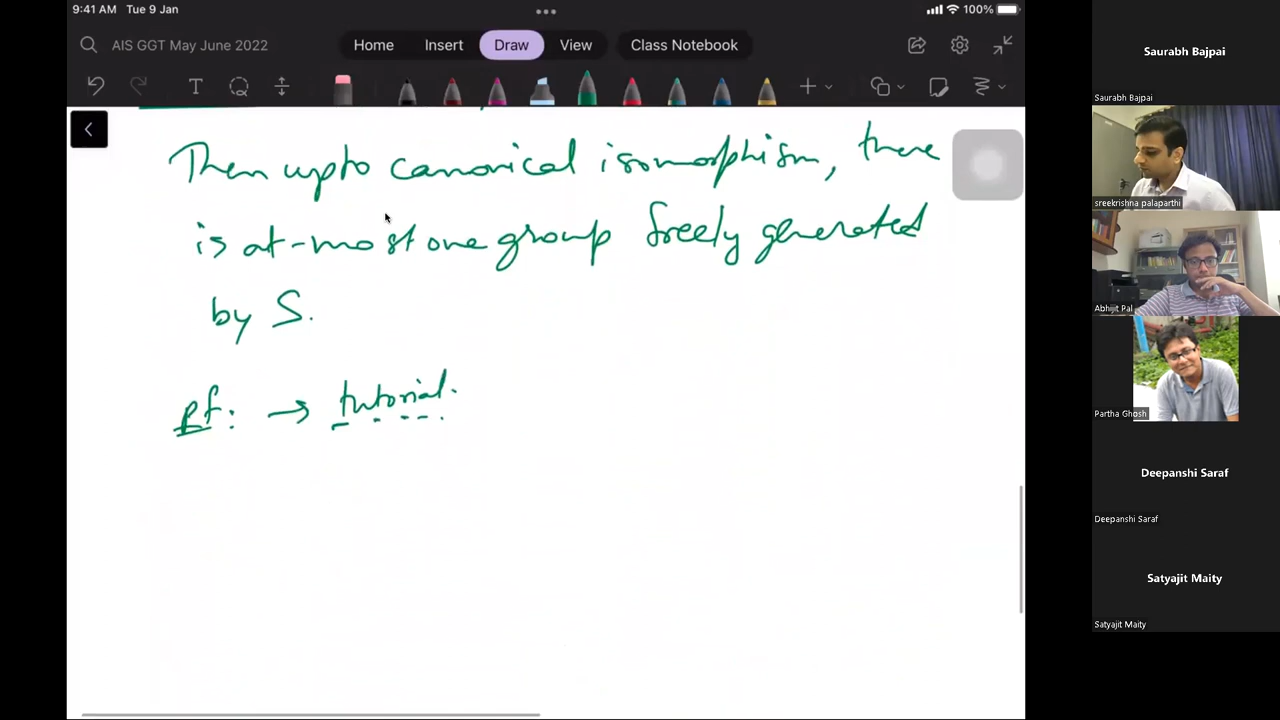 9:41 AM Tue 9 Jan
100%
AIS GGT May June 2022
Home Insert Draw View Class Notebook
T
Then upto canonical isomorphism, there
is at-most one group freely generated
by S.
Pf: → tutorial.
Saurabh Bajpai
Saurabh Bajpai
sreekrishna palaparthi
Abhijit Pal
Partha Ghosh
Deepanshi Saraf
Deepanshi Saraf
Satyajit Maity
Satyajit Maity